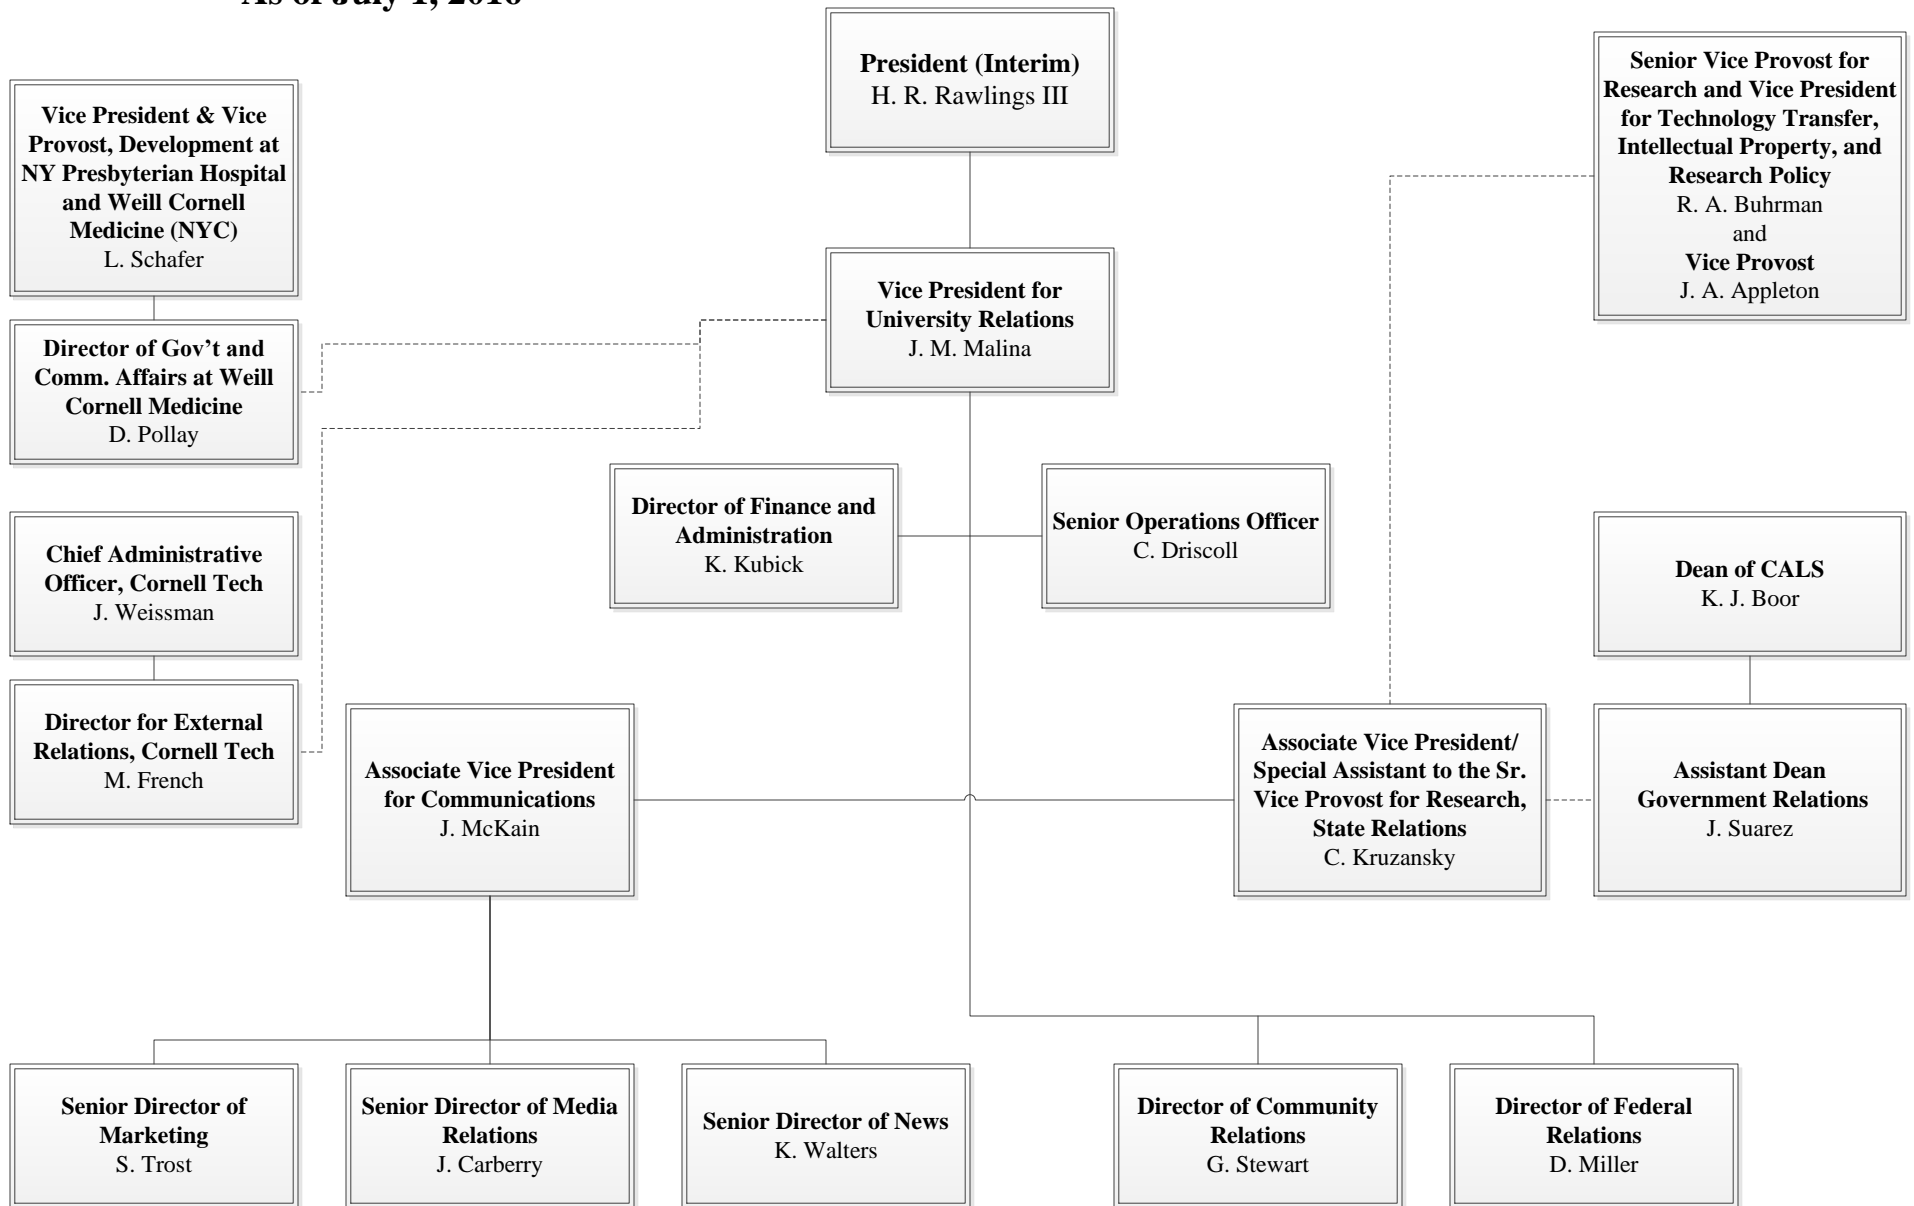 As of July 1, 2016
President (Interim)
H. R. Rawlings III
Senior Vice Provost for
Research and Vice President
for Technology Transfer,
Intellectual Property, and
Research Policy
R. A. Buhrman
and
Vice Provost
J. A. Appleton
Vice President & Vice
Provost, Development at
NY Presbyterian Hospital
and Weill Cornell
Medicine (NYC)
L. Schafer
Vice President for
University Relations
J. M. Malina
Director of Gov't and
Comm. Affairs at Weill
Cornell Medicine
D. Pollay
Director of Finance and
Administration
K. Kubick
Senior Operations Officer
C. Driscoll
Chief Administrative
Officer, Cornell Tech
J. Weissman
Dean of CALS
K. J. Boor
Director for External
Relations, Cornell Tech
M. French
Associate Vice President
for Communications
J. McKain
Associate Vice President/
Special Assistant to the Sr.
Vice Provost for Research,
State Relations
C. Kruzansky
Assistant Dean
Government Relations
J. Suarez
Senior Director of
Marketing
S. Trost
Senior Director of Media
Relations
J. Carberry
Senior Director of News
K. Walters
Director of Community
Relations
G. Stewart
Director of Federal
Relations
D. Miller